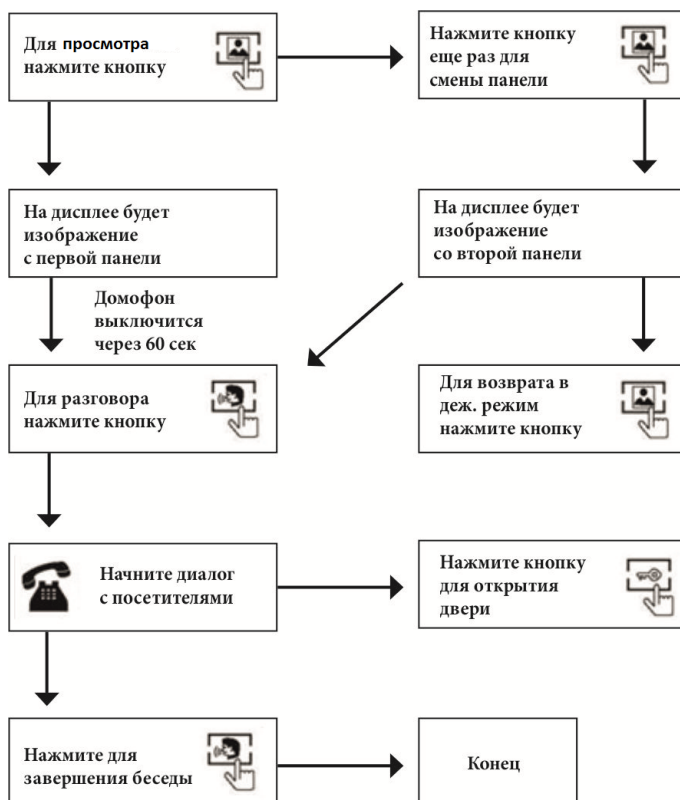 Для просмотра
нажмите кнопку
Нажмите кнопку
еще раз для
смены панели
На дисплее будет
изображение
с первой панели
На дисплее будет
изображение
со второй панели
Домофон
выключится
через 60 сек
Для разговора
нажмите кнопку
Для возврата в
деж. режим
нажмите кнопку
Начните диалог
с посетителями
Нажмите кнопку
для открытия
двери
Нажмите для
завершения беседы
Конец